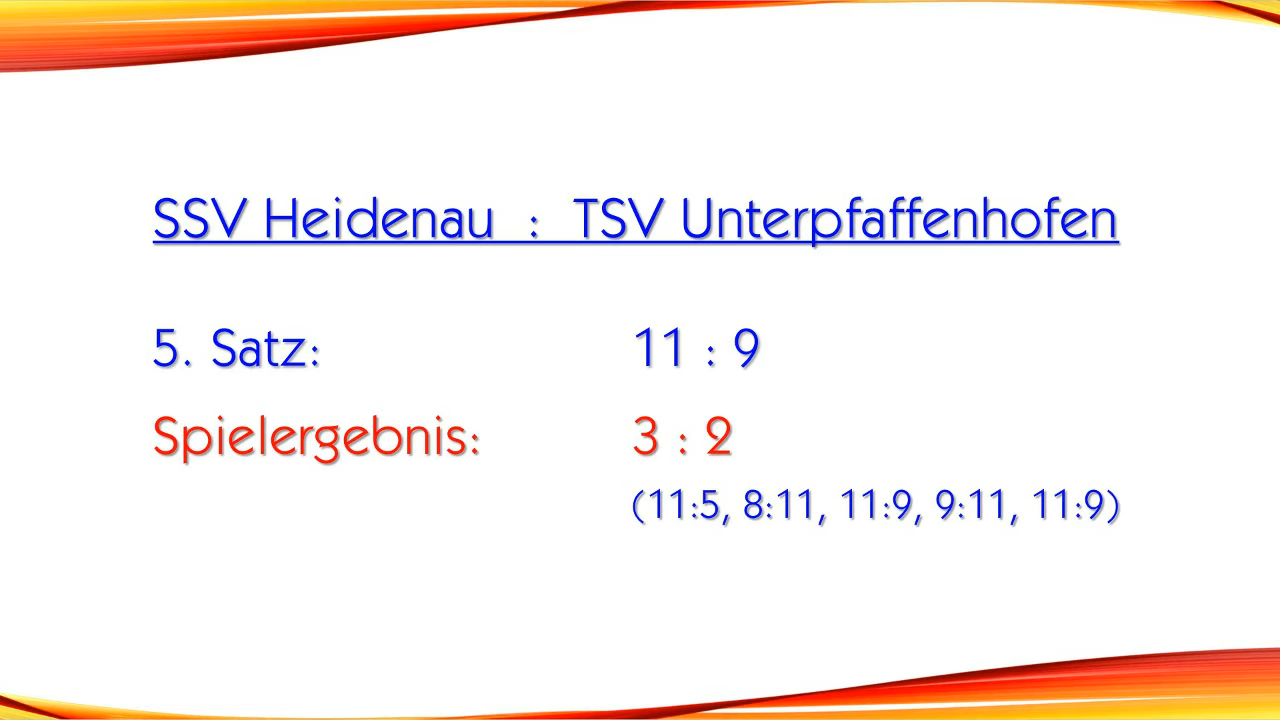 SSV Heidenau : TSV Unterpfaffenhofen
5. Satz: 11 : 9
Spielergebnis: 3 : 2
(11:5, 8:11, 11:9, 9:11, 11:9)